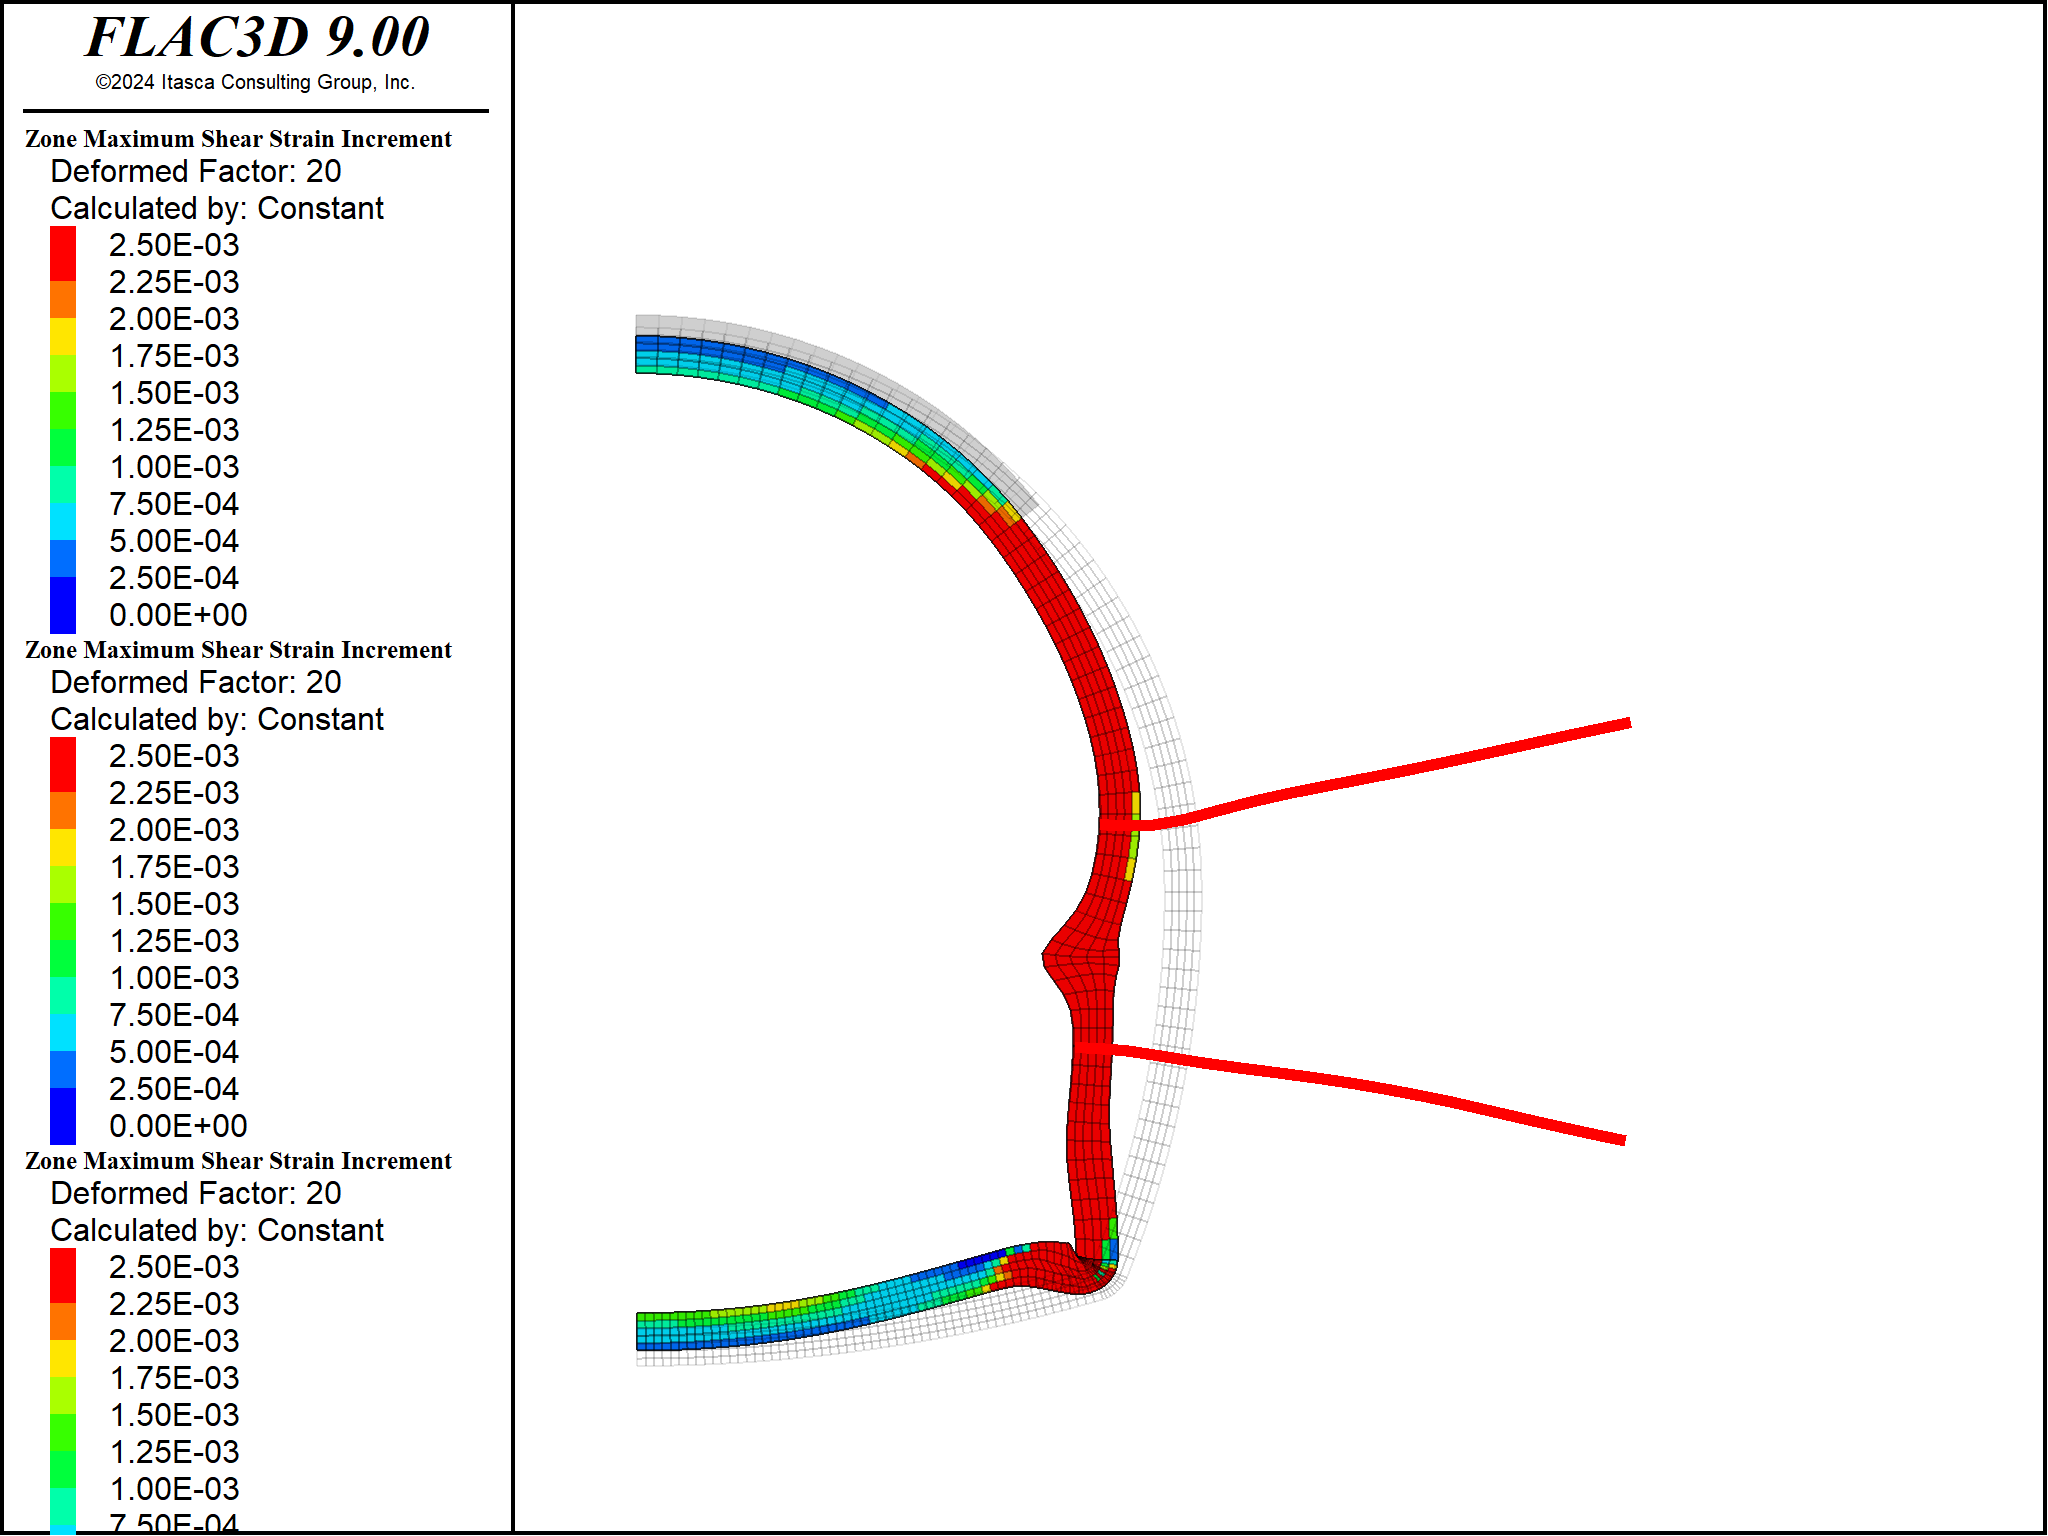 FLAC3D 9.00
©2024 Itasca Consulting Group, Inc.
Zone Maximum Shear Strain Increment
Deformed Factor: 20
Calculated by: Constant
2.50E-03
2.25E-03
2.00E-03
1.75E-03
1.50E-03
1.25E-03
1.00E-03
7.50E-04
5.00E-04
2.50E-04
0.00E+00
Zone Maximum Shear Strain Increment
Deformed Factor: 20
Calculated by: Constant
2.50E-03
2.25E-03
2.00E-03
1.75E-03
1.50E-03
1.25E-03
1.00E-03
7.50E-04
5.00E-04
2.50E-04
0.00E+00
Zone Maximum Shear Strain Increment
Deformed Factor: 20
Calculated by: Constant
2.50E-03
2.25E-03
2.00E-03
1.75E-03
1.50E-03
1.25E-03
1.00E-03
7.50E-04